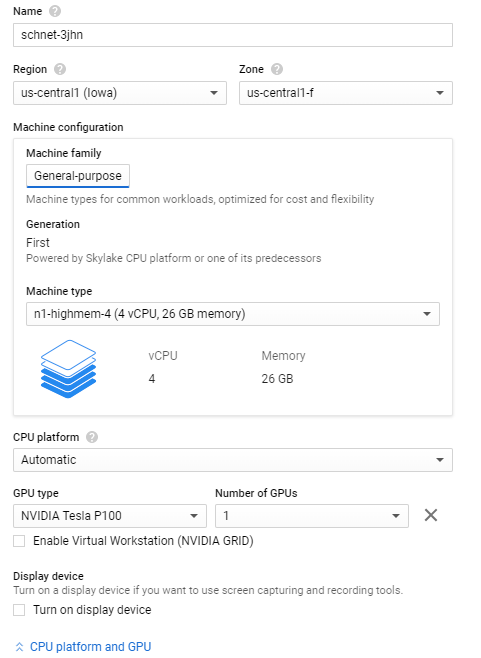 Name
schnet-3jhn
Region Zone
us-central1 (Iowa) us-central1-f
Machine configuration
Machine family
General-purpose
Machine types for common workloads, optimized for cost and flexibility
Generation
First
Powered by Skylake CPU platform or one of its predecessors
Machine type
n1-highmem-4 (4 vCPU, 26 GB memory)
vCPU Memory
4 26 GB
CPU platform
Automatic
GPU type Number of GPUs
NVIDIA Tesla P100 1
Enable Virtual Workstation (NVIDIA GRID)
Display device
Turn on a display device if you want to use screen capturing and recording tools.
Turn on display device
CPU platform and GPU